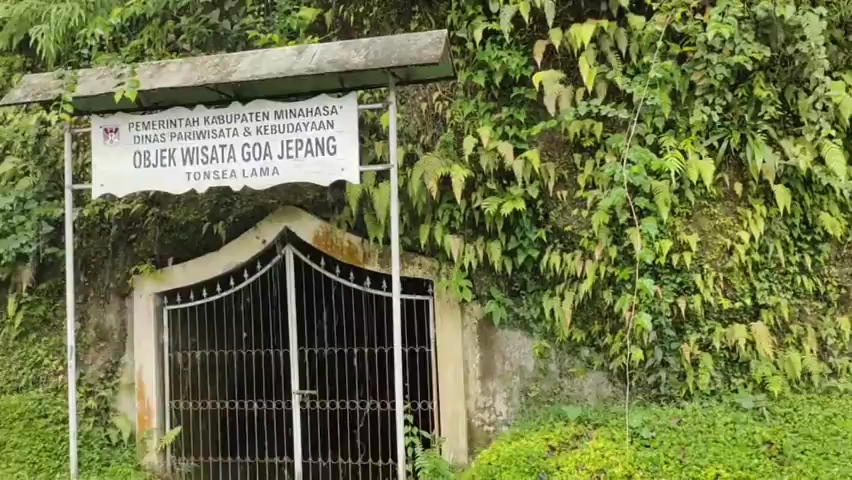 PEMERINTAH KABUPATEN MINAHASA
DINAS PARIWISATA & KEBUDAYAAN
OBJEK WISATA GOA JEPANG
TONSEA LAMA